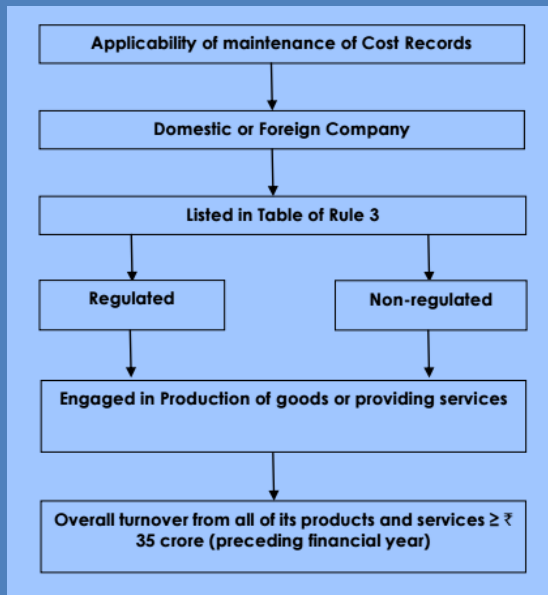 Applicability of maintenance of Cost Records
Domestic or Foreign Company
Listed in Table of Rule 3
Regulated
Non-regulated
Engaged in Production of goods or providing services
Overall turnover from all of its products and services ≥ ₹
35 crore (preceding financial year)